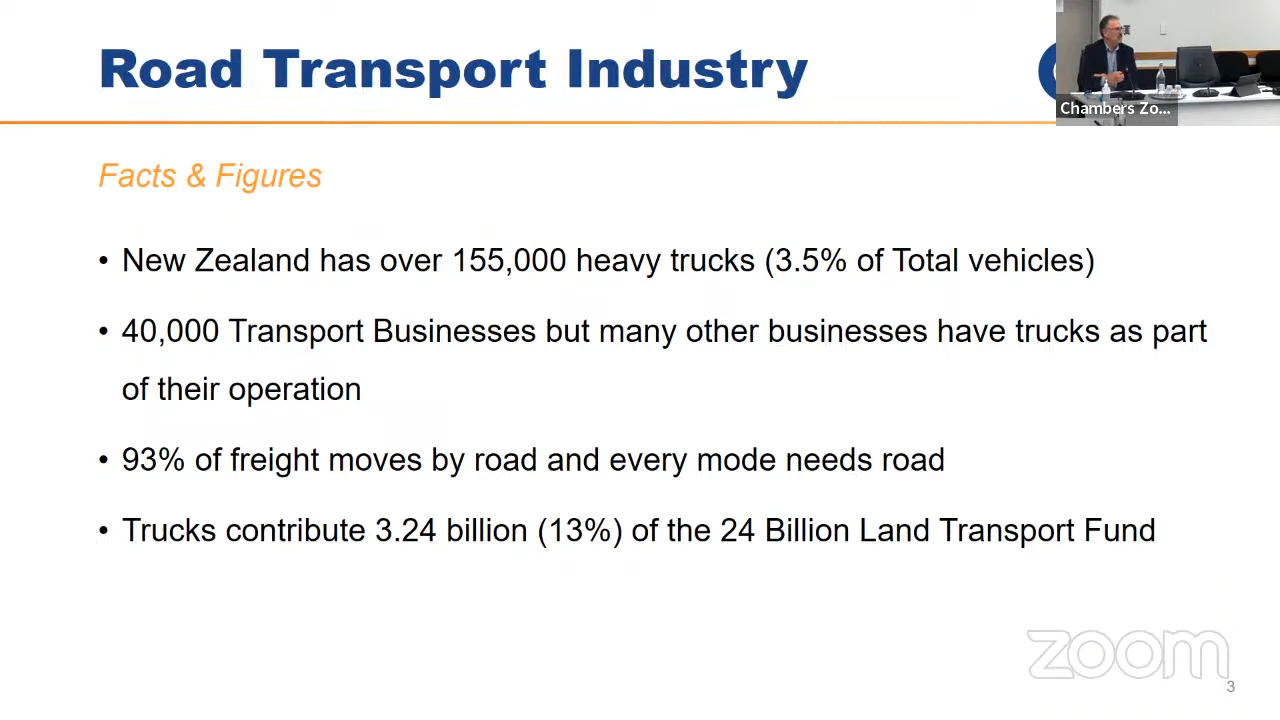 Road Transport Industry
Chambers Zo...
Facts & Figures
• New Zealand has over 155,000 heavy trucks (3.5% of Total vehicles)
• 40,000 Transport Businesses but many other businesses have trucks as part
of their operation
• 93% of freight moves by road and every mode needs road
• Trucks contribute 3.24 billion (13%) of the 24 Billion Land Transport Fund
zoom
3